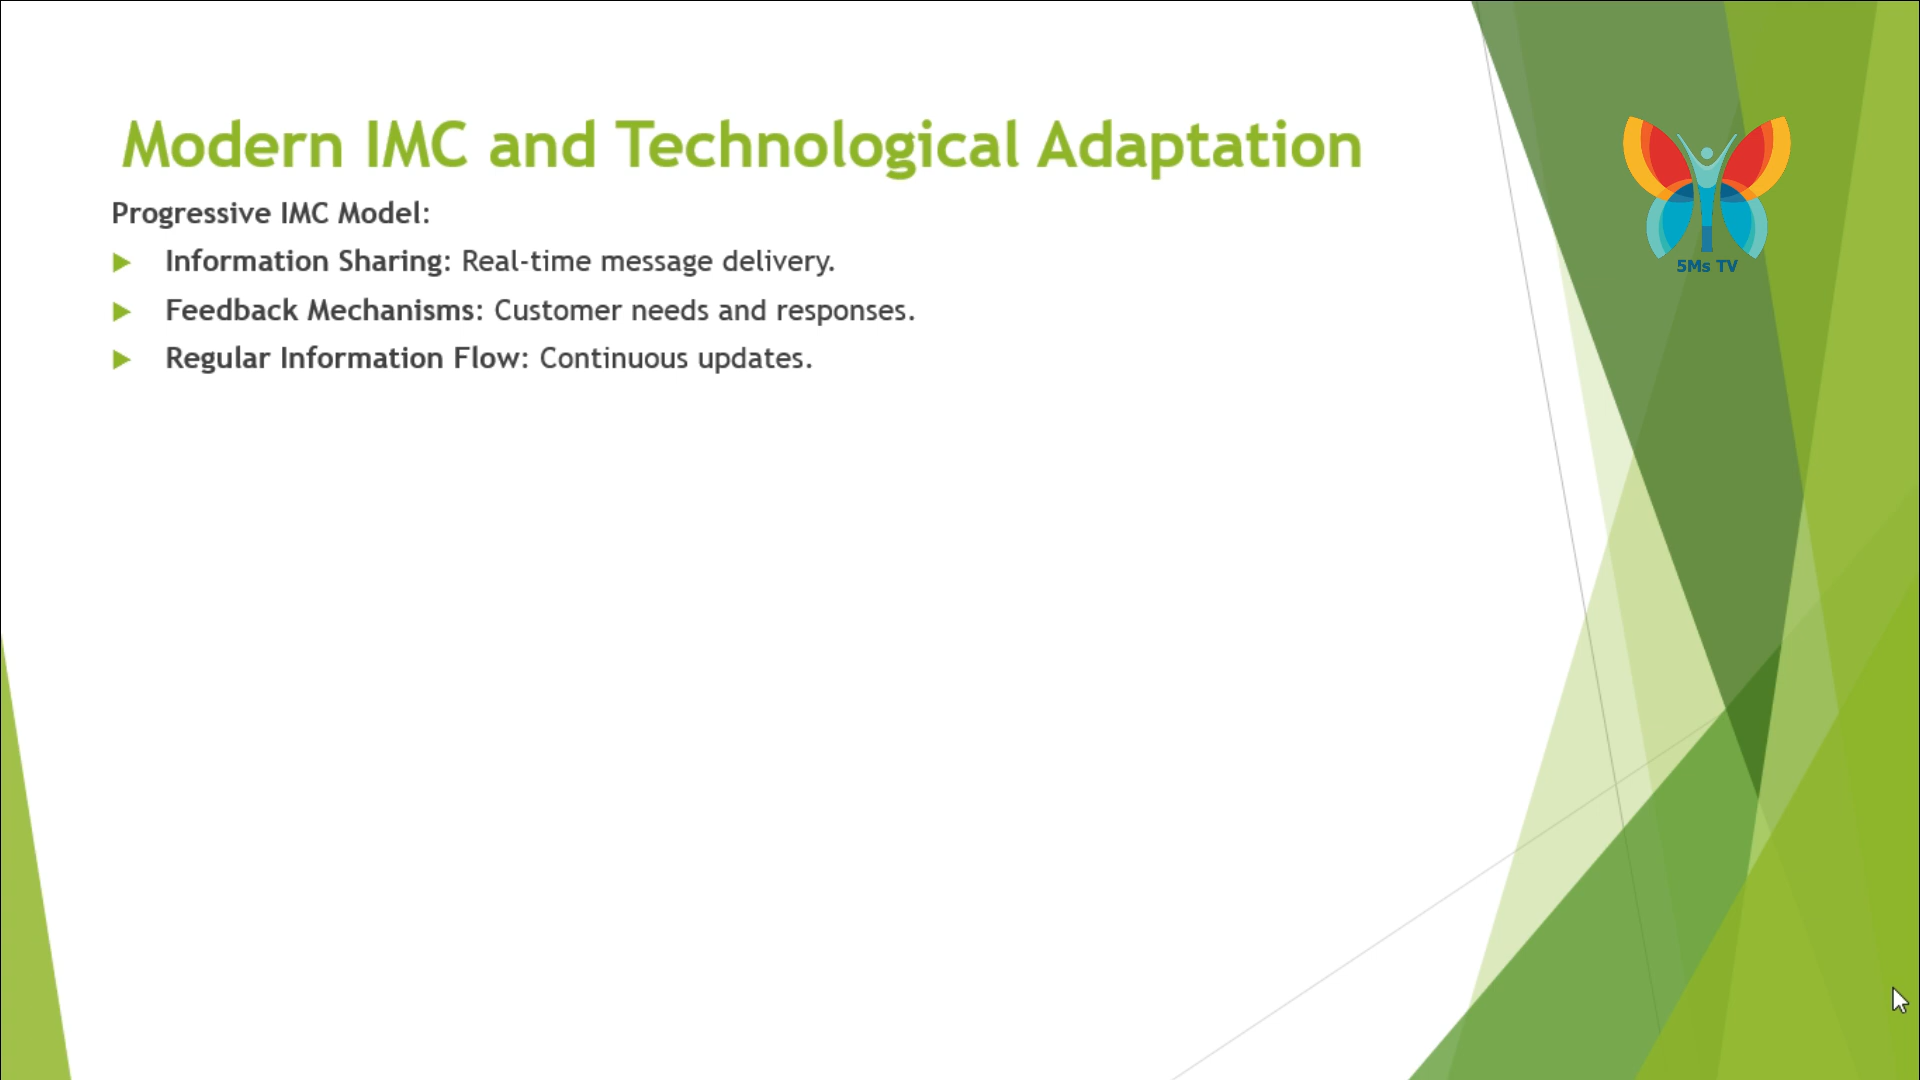 Modern IMC and Technological Adaptation
Progressive IMC Model:
Information Sharing: Real-time message delivery.
Feedback Mechanisms: Customer needs and responses.
Regular Information Flow: Continuous updates.
5Ms TV